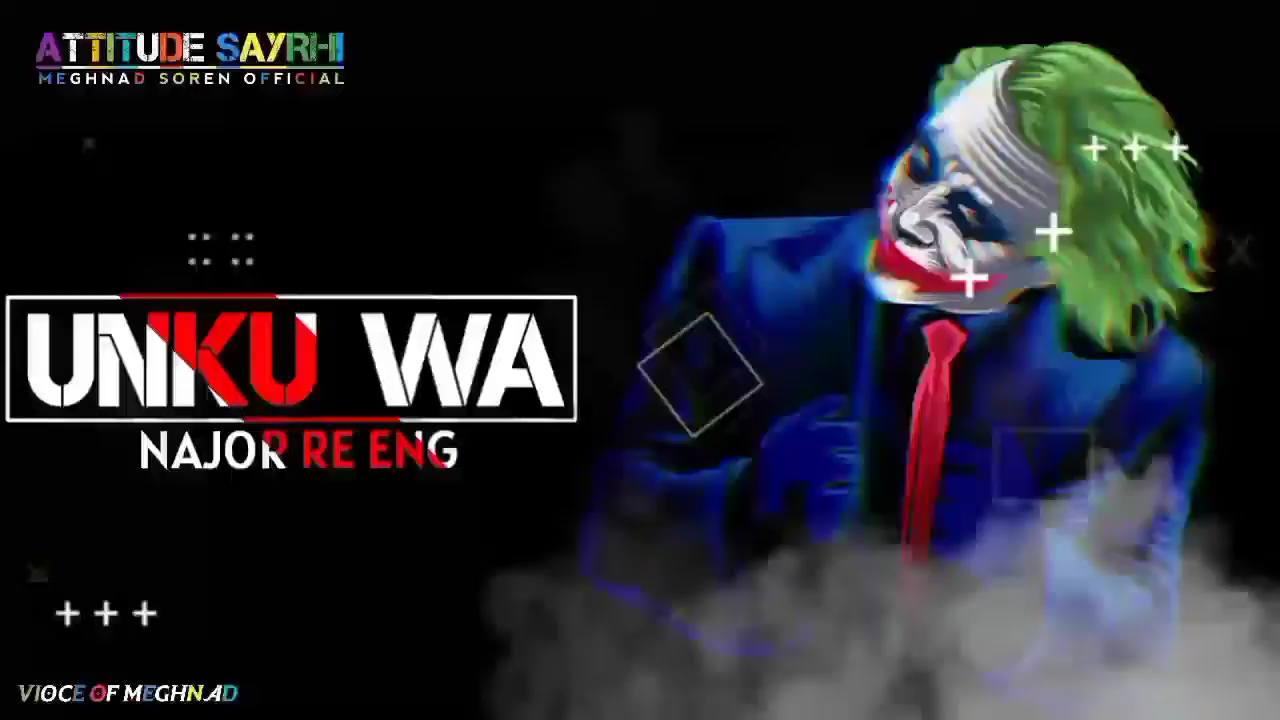 ATTITUDE SAYRHI
MEGHNAD SOREN OFFICIAL
UNKU WA
NAJOR RE ENG
VIOCE OF MEGHNAD